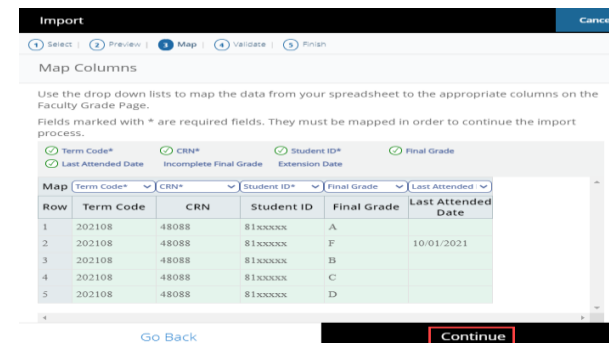 Import Cance
1 Select | 2 Preview | 3 Map | 4 Validate | 5 Finish
Map Columns
Use the drop down lists to map the data from your spreadsheet to the appropriate columns on the
Faculty Grade Page.
Fields marked with * are required fields. They must be mapped in order to continue the import
process.
Term Code* CRN* Student ID* Final Grade
Last Attended Date Incomplete Final Grade Extension Date
Map Term Code* CRN* Student ID* Final Grade Last Attended
Row Term Code CRN Student ID Final Grade Last Attended Date
1 202108 48088 81xxxxx A
2 202108 48088 81xxxxx F 10/01/2021
3 202108 48088 81xxxxx B
4 202108 48088 81xxxxx C
5 202108 48088 81xxxxx D
Go Back Continue